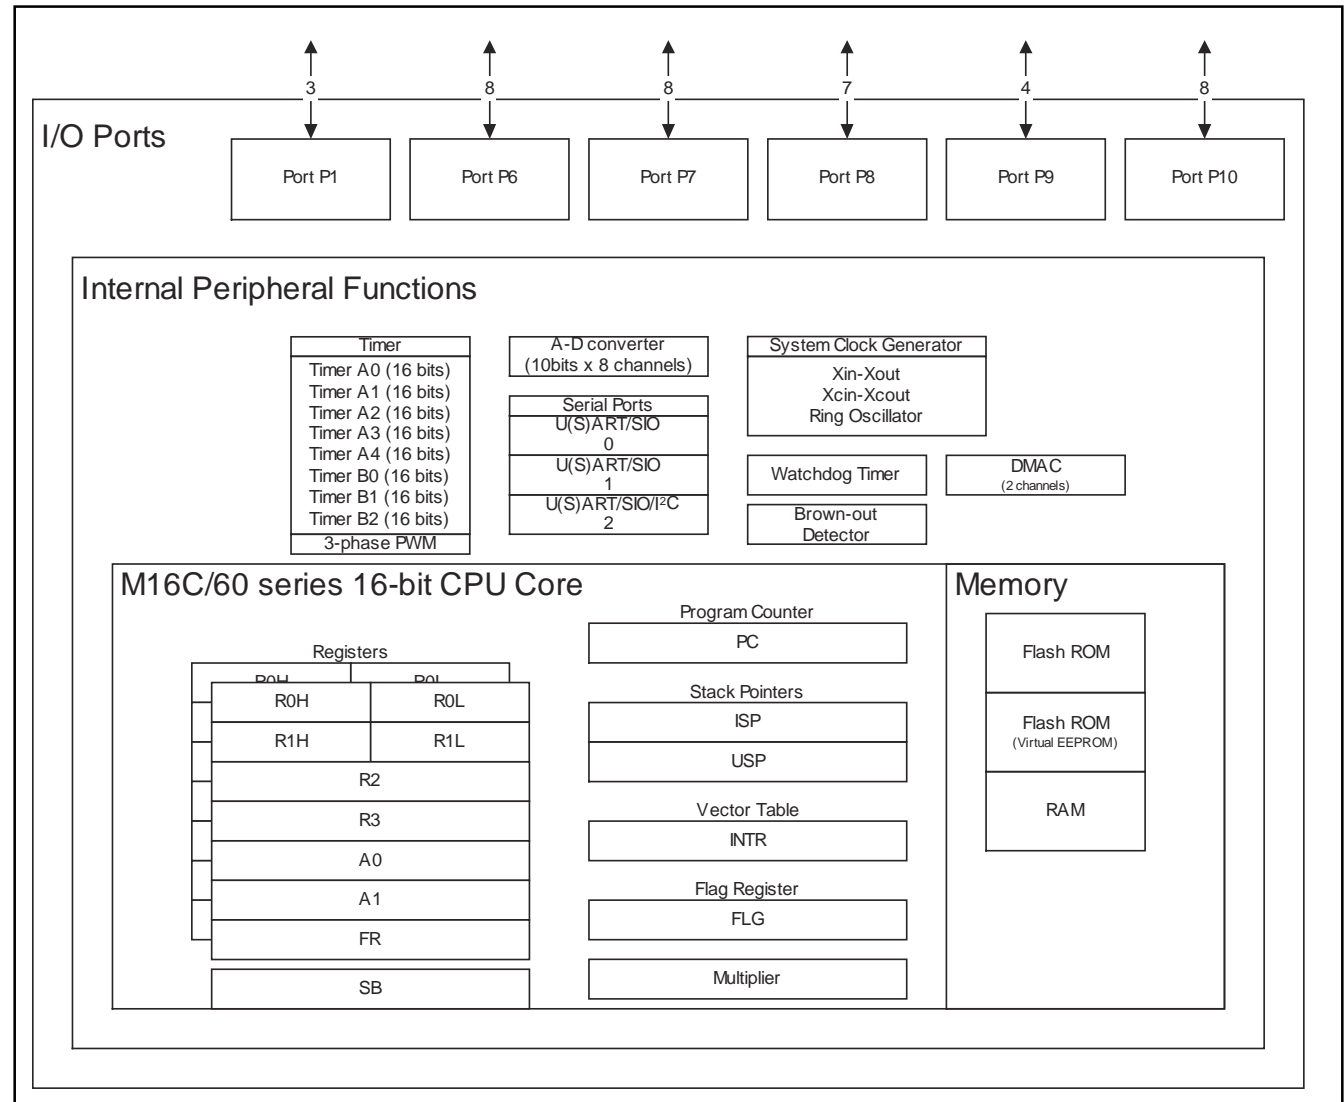 3 8 8 7 4 8
I/O Ports
Port P1 Port P6 Port P7 Port P8 Port P9 Port P10
Internal Peripheral Functions
Timer
Timer A0 (16 bits)
Timer A1 (16 bits)
Timer A2 (16 bits)
Timer A3 (16 bits)
Timer A4 (16 bits)
Timer B0 (16 bits)
Timer B1 (16 bits)
Timer B2 (16 bits)
3-phase PWM
A-D converter
(10bits x 8 channels)
Serial Ports
U(S)ART/SIO
0
U(S)ART/SIO
1
U(S)ART/SIO/I²C
2
System Clock Generator
Xin-Xout
Xcin-Xcout
Ring Oscillator
Watchdog Timer
DMAC
(2 channels)
Brown-out
Detector
M16C/60 series 16-bit CPU Core
Registers
R0H R0L
R0H R0L
R1H R1L
R2
R3
A0
A1
FR
SB
Program Counter
PC
Stack Pointers
ISP
USP
Vector Table
INTR
Flag Register
FLG
Multiplier
Memory
Flash ROM
Flash ROM
(Virtual EEPROM)
RAM